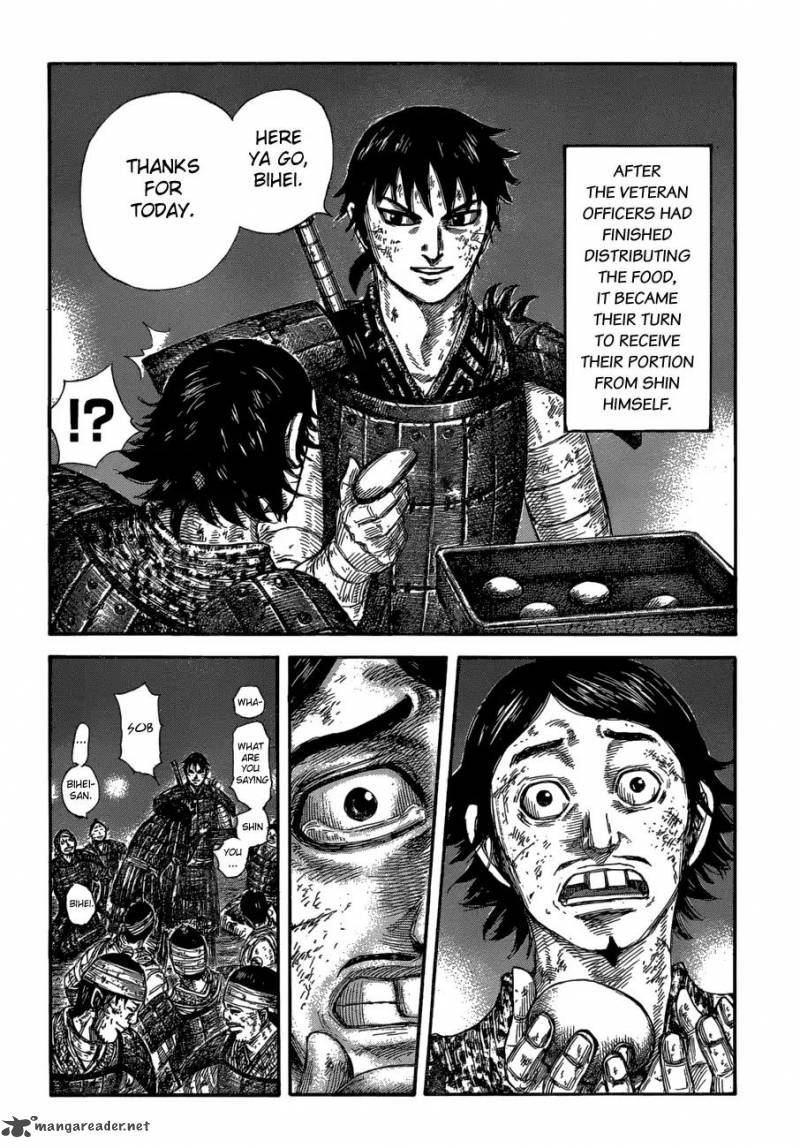 AFTER
THE VETERAN
OFFICERS HAD
FINISHED
DISTRIBUTING
THE FOOD,
IT BECAME
THEIR TURN
TO RECEIVE
THEIR PORTION
FROM SHIN
HIMSELF.
HERE
YA GO,
BIHEI.
THANKS
FOR
TODAY.
!?
WHA-
WHAT
ARE
YOU
SAYING
SHIN
YOU
...
SOB
....
BIHEI-
SAN.
BIHEI.
mangareader.net